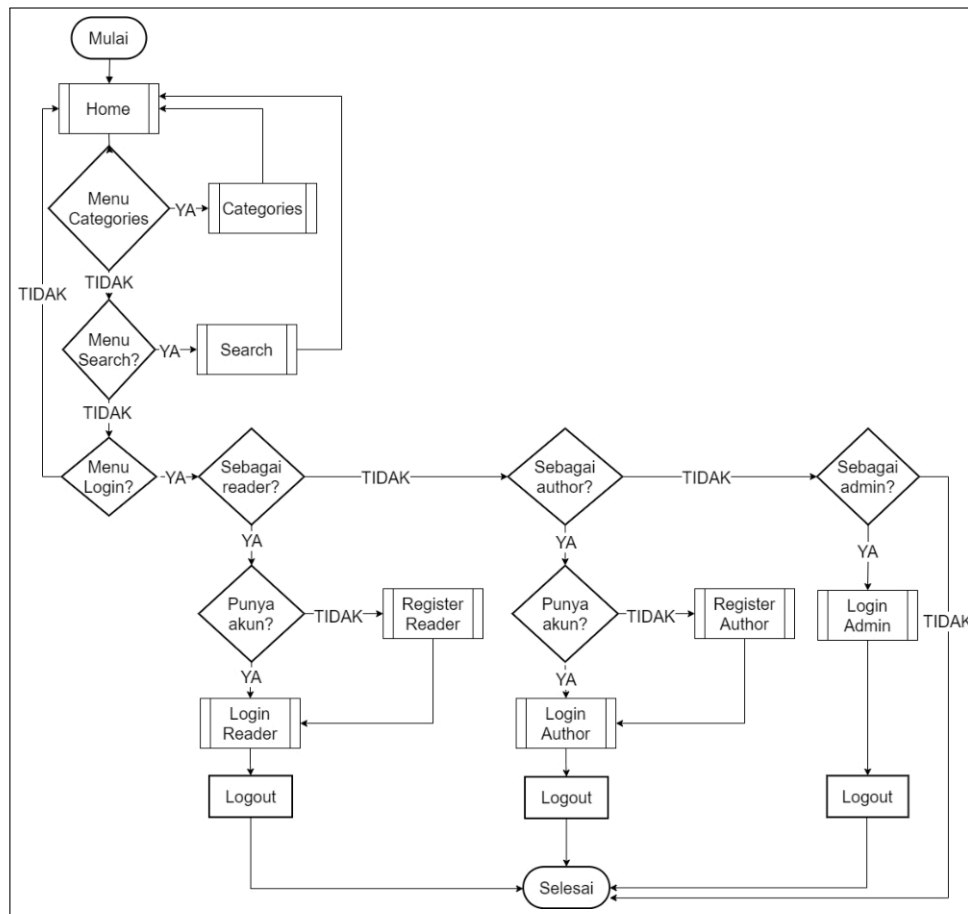 Mulai
Home
Menu
Categories
YA
Categories
TIDAK
TIDAK
Menu
Search?
YA
Search
TIDAK
Menu
Login?
YA
Sebagai
reader?
TIDAK
Sebagai
author?
TIDAK
Sebagai
admin?
YA
YA
YA
Punya
akun?
TIDAK
Register
Reader
Punya
akun?
TIDAK
Register
Author
Login
Admin
TIDAK
YA
YA
Login
Reader
Login
Author
Logout
Logout
Logout
Selesai